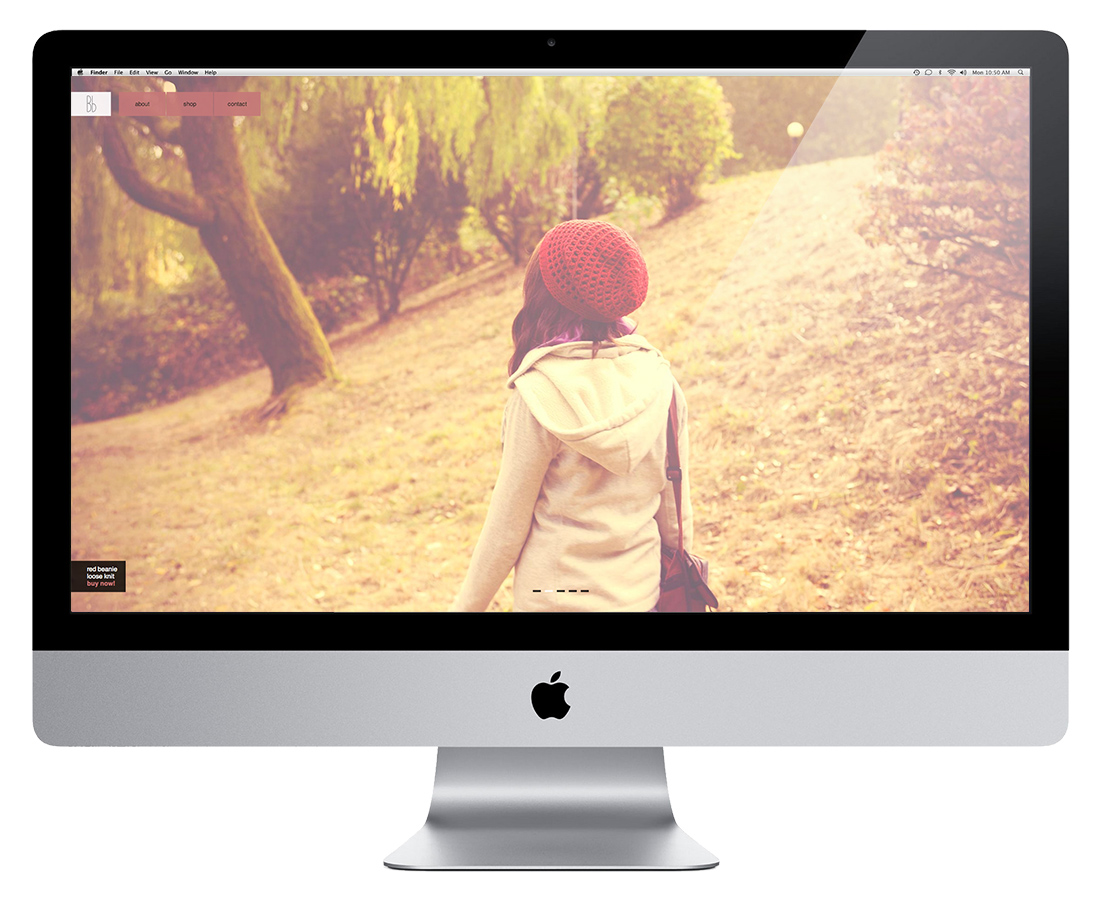 Finder File Edit View Go Window Help
Mon 10:50 AM
Bb
about shop contact
red beanie
loose knit
buy now!